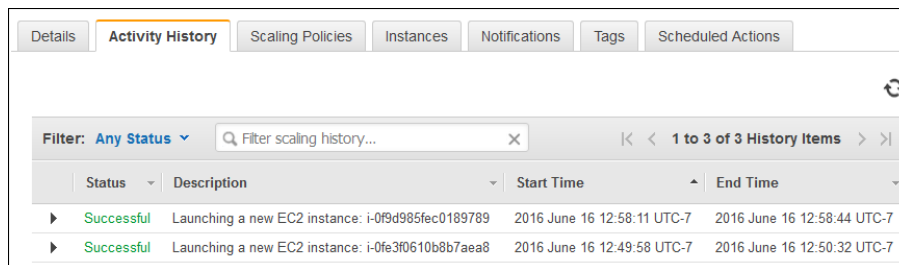 Details Activity History Scaling Policies Instances Notifications Tags Scheduled Actions
Filter: Any Status Filter scaling history... 1 to 3 of 3 History Items
Status Description Start Time End Time
Successful Launching a new EC2 instance: i-0f9d985fec0189789 2016 June 16 12:58:11 UTC-7 2016 June 16 12:58:44 UTC-7
Successful Launching a new EC2 instance: i-0fe3f0610b8b7aea8 2016 June 16 12:49:58 UTC-7 2016 June 16 12:50:32 UTC-7